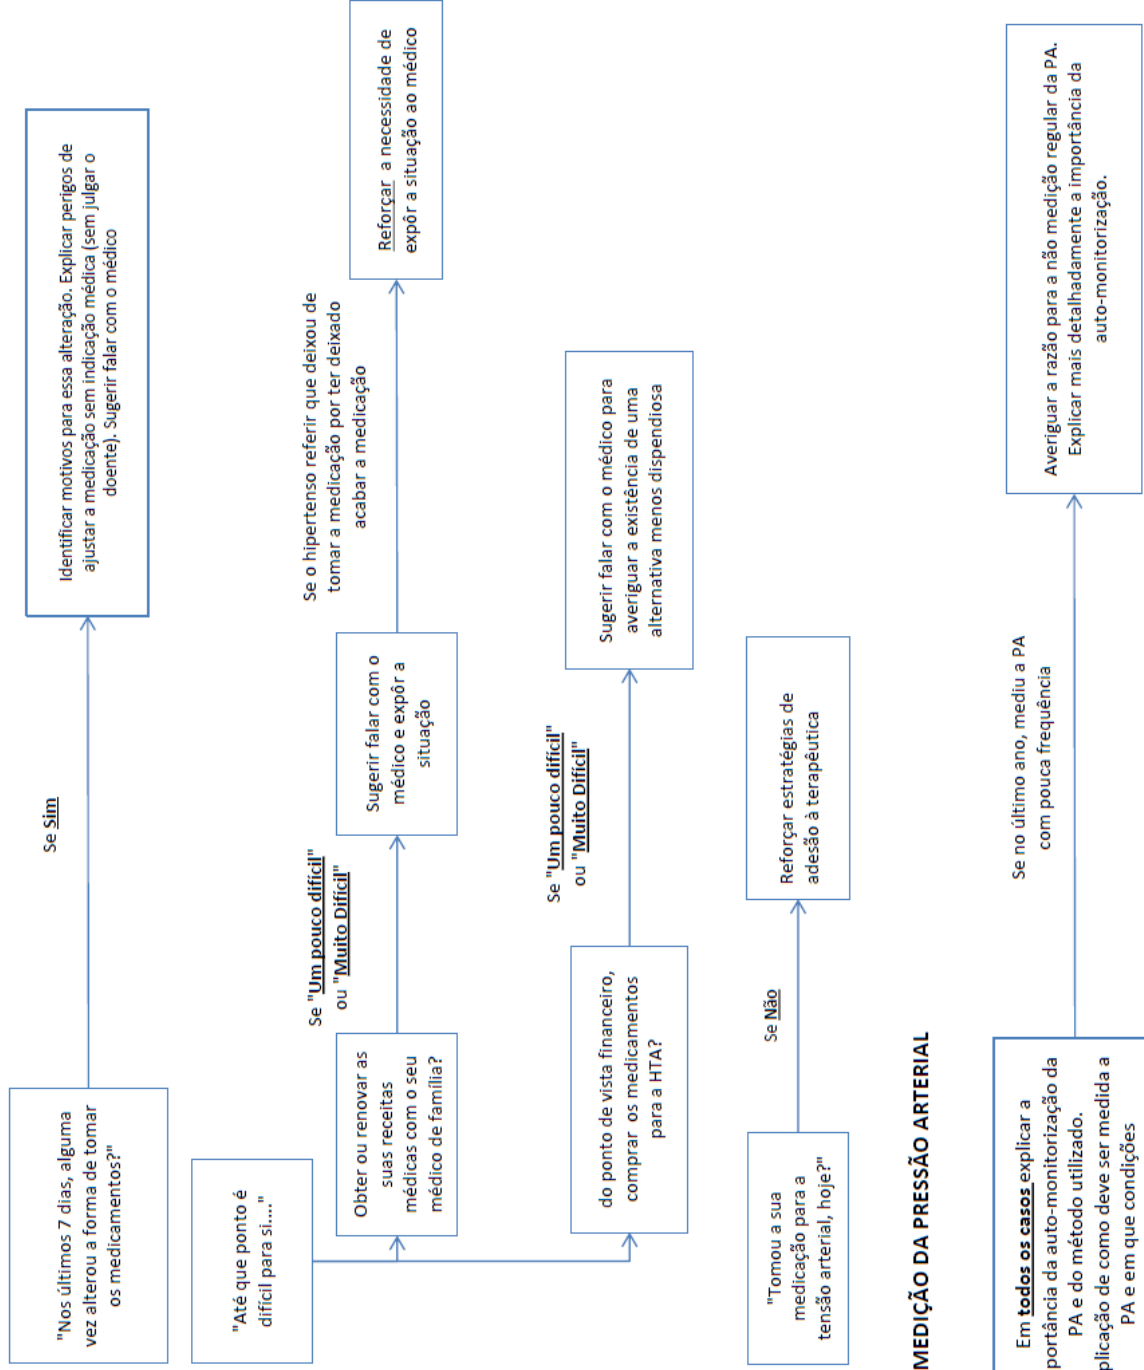 "Nos últimos 7 dias, alguma
vez alterou a forma de tomar
os medicamentos?"
Se Sim
Identificar motivos para essa alteração. Explicar perigos de
ajustar a medicação sem indicação médica (sem julgar o
doente). Sugerir falar com o médico
"Até que ponto é
difícil para si...."
Obter ou renovar as
suas receitas
médicas com o seu
médico de família?
Se "Um pouco difícil"
ou "Muito Difícil"
Sugerir falar com o
médico e expôr a
situação
Se o hipertenso referir que deixou de
tomar a medicação por ter deixado
acabar a medicação
Reforçar a necessidade de
expôr a situação ao médico
do ponto de vista financeiro,
comprar os medicamentos
para a HTA?
Se "Um pouco difícil"
ou "Muito Difícil"
Sugerir falar com o médico para
averiguar a existência de uma
alternativa menos dispendiosa
"Tomou a sua
medicação para a
tensão arterial, hoje?"
Se Não
Reforçar estratégias de
adesão à terapêutica
MEDIÇÃO DA PRESSÃO ARTERIAL
Em todos os casos explicar a
portância da auto-monitorização da
PA e do método utilizado.
plicação de como deve ser medida a
PA e em que condições
Se no último ano, mediu a PA
com pouca frequência
Averiguar a razão para a não medição regular da PA.
Explicar mais detalhadamente a importância da
auto-monitorização.